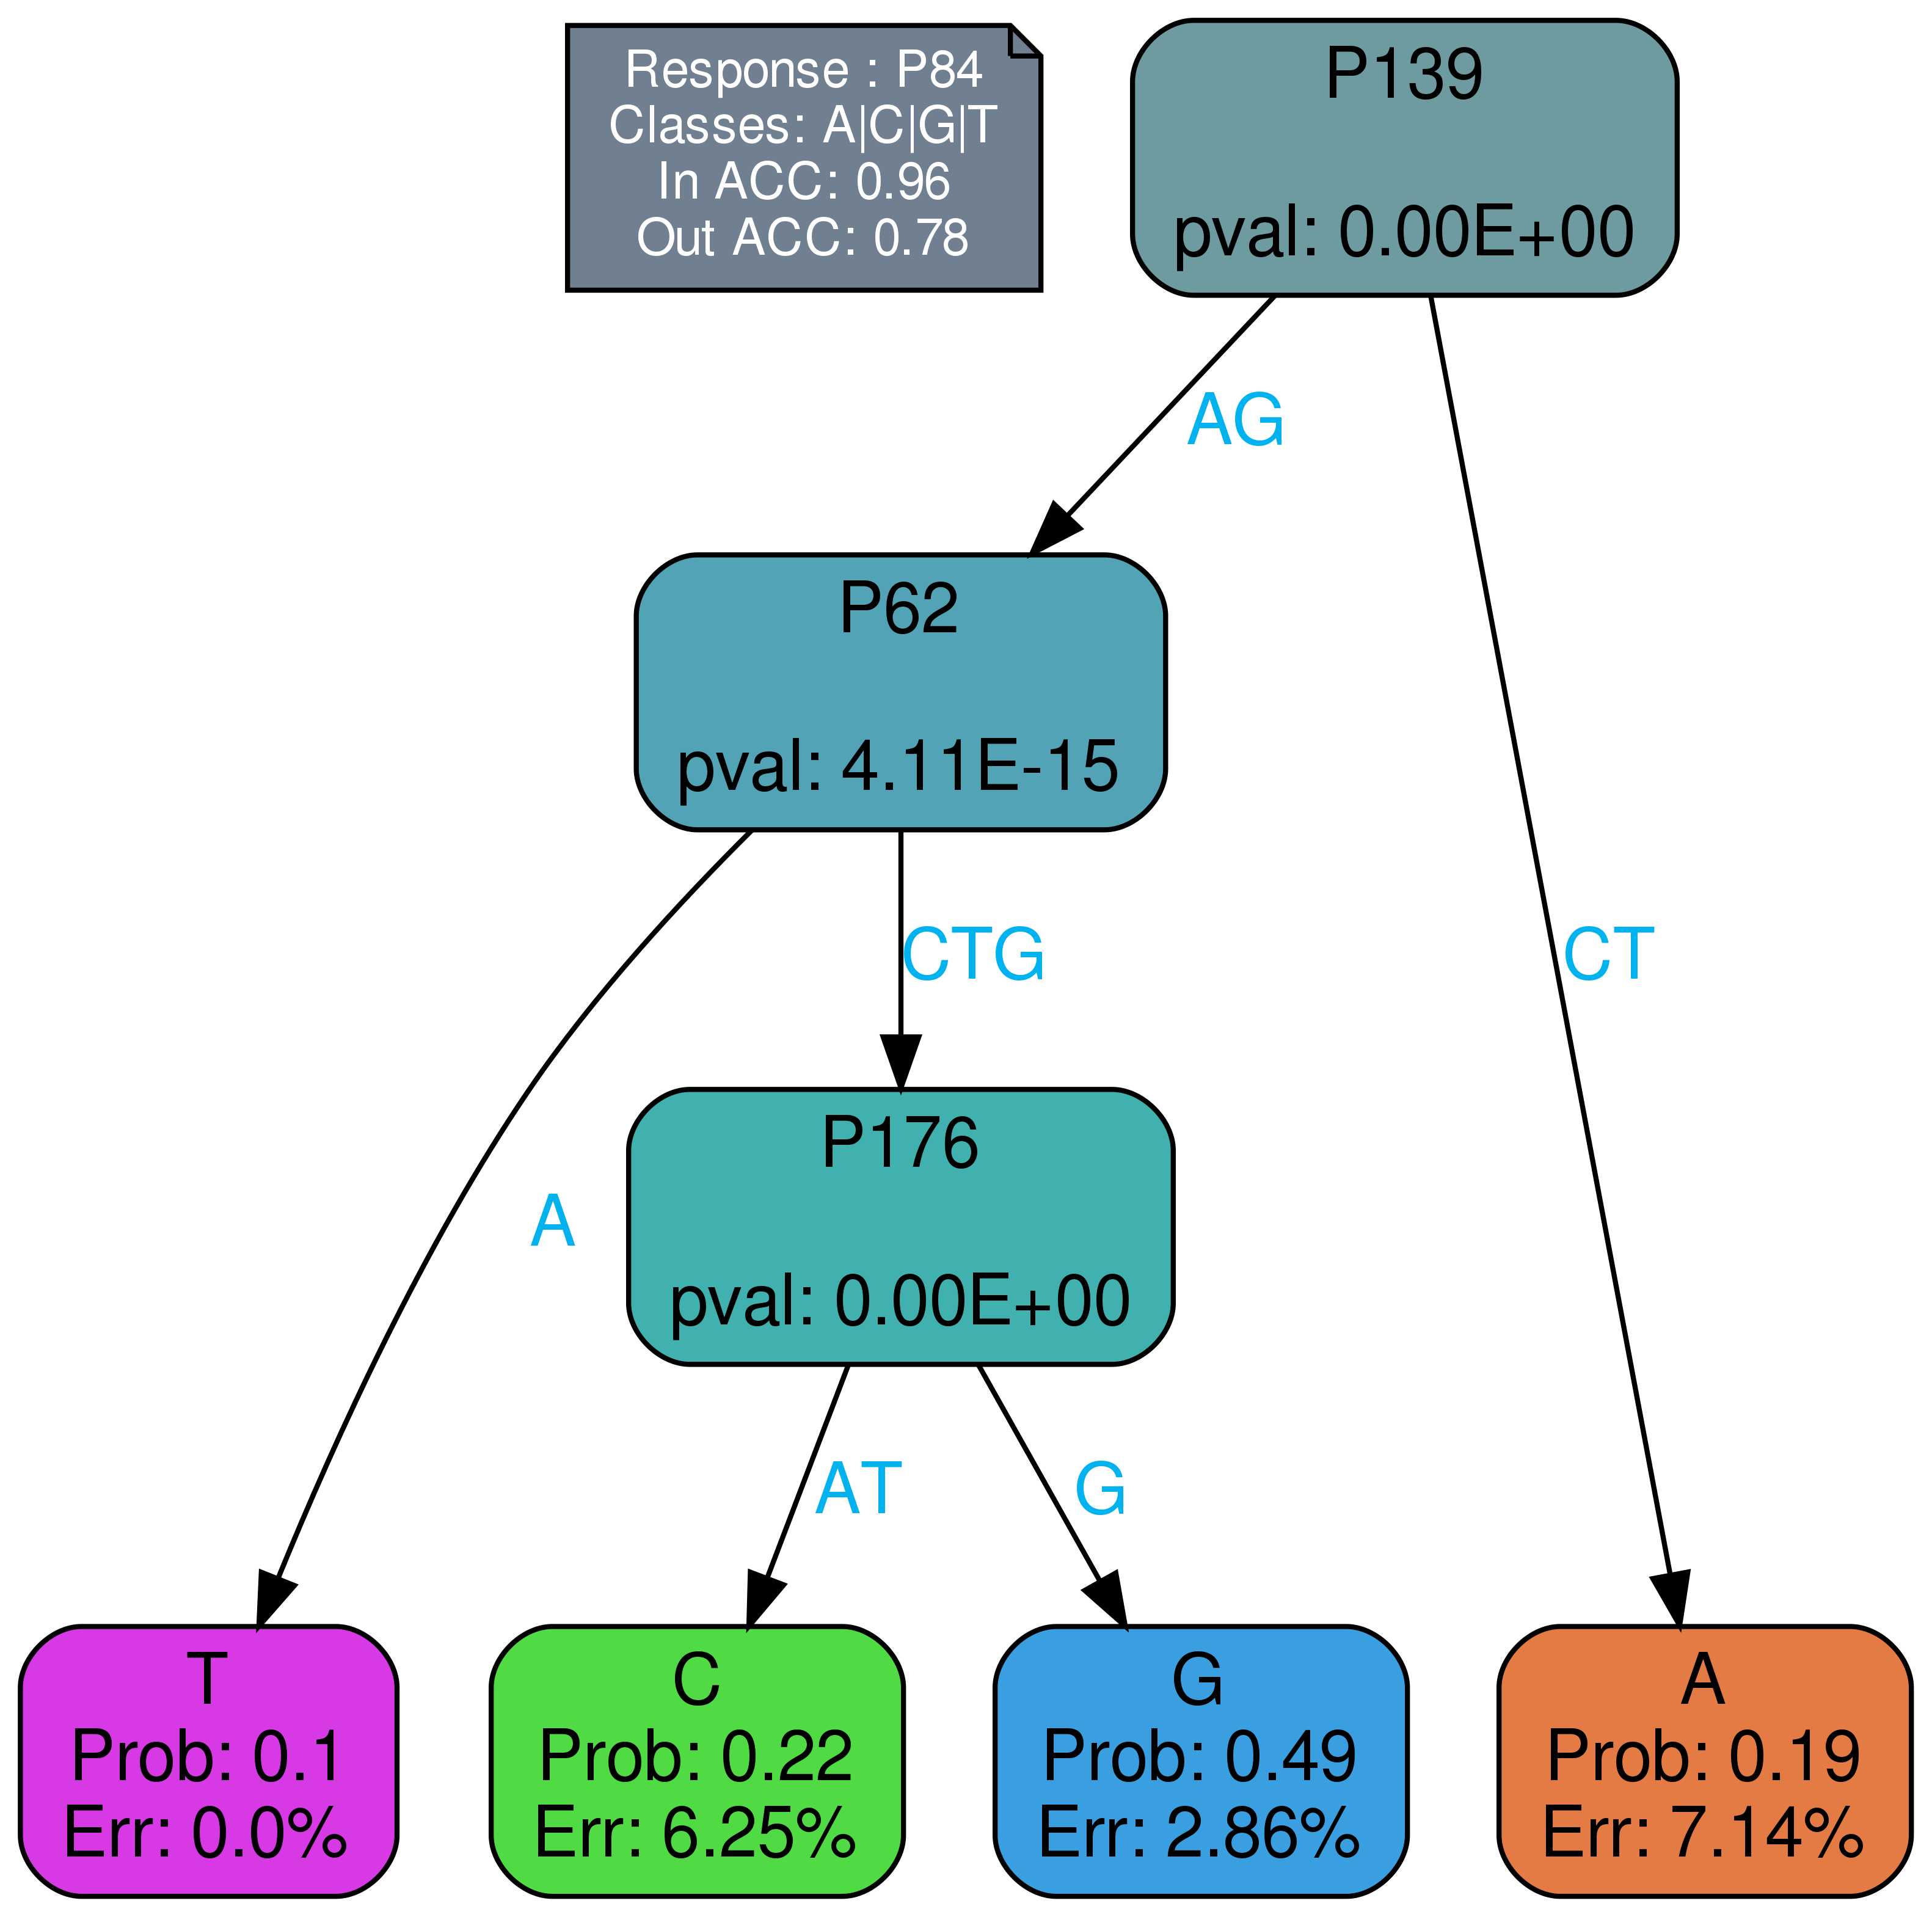 Response : P84
Classes: A|C|G|T
In ACC: 0.96
Out ACC: 0.78
P139
pval: 0.00E+00
AG
P62
pval: 4.11E-15
CTG
CT
P176
pval: 0.00E+00
A
AT
G
T
Prob: 0.1
Err: 0.0%
C
Prob: 0.22
Err: 6.25%
G
Prob: 0.49
Err: 2.86%
A
Prob: 0.19
Err: 7.14%